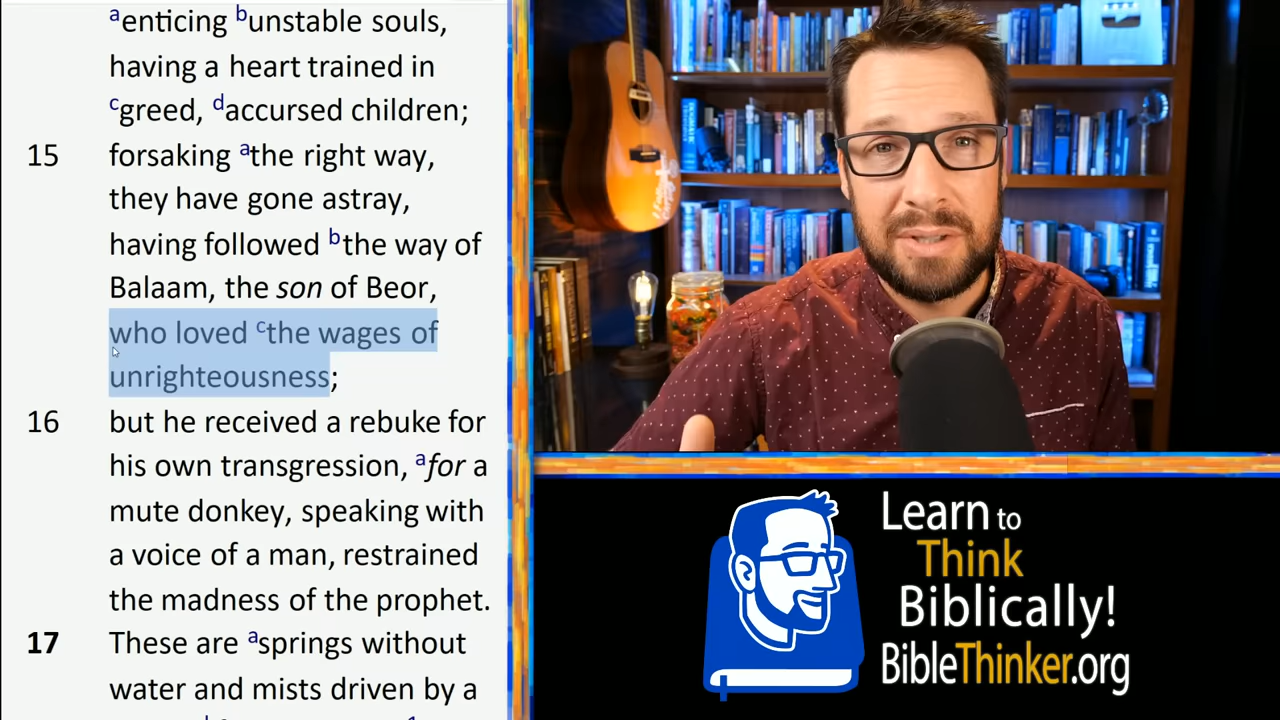 aenticing bunstable souls,
having a heart trained in
cgreed, daccursed children;
15 forsaking athe right way,
they have gone astray,
having followed bthe way of
Balaam, the son of Beor,
who loved cthe wages of
unrighteousness;
16 but he received a rebuke for
his own transgression, afor a
mute donkey, speaking with
a voice of a man, restrained
the madness of the prophet.
17 These are asprings without
water and mists driven by a
Learn to
Think
Biblically!
BibleThinker.org